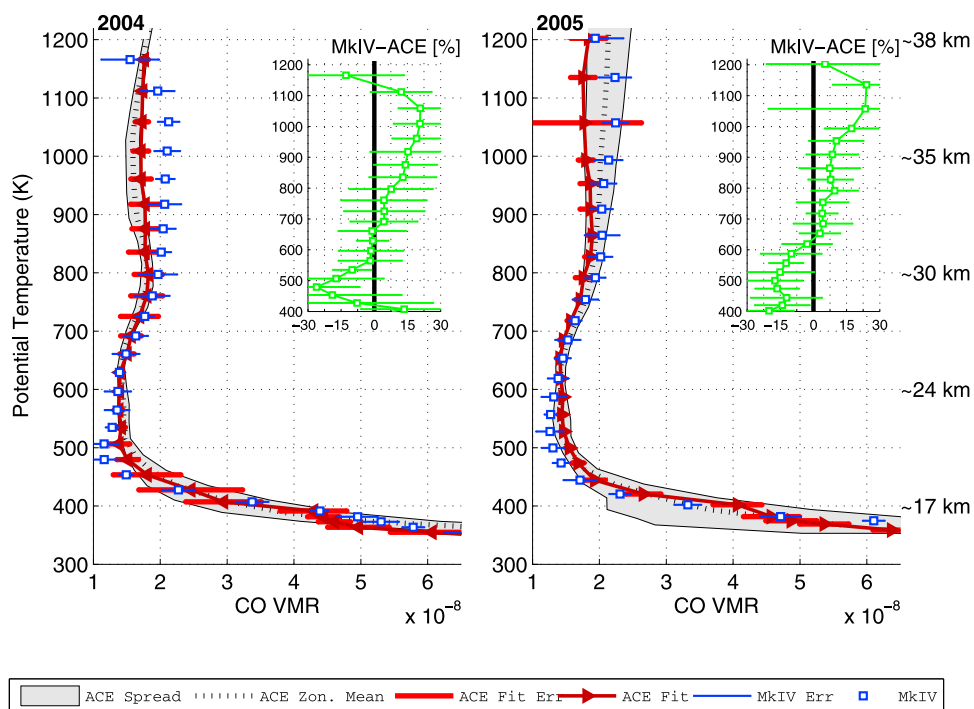 2004
MkIV-ACE [%]
1200
1100
1000
900
800
700
600
500
400
-30 -15 0 15 30
1200
1100
1000
900
800
700
600
500
400
300
Potential Temperature (K)
1 2 3 4 5 6
CO VMR
x 10^-8
2005
MkIV-ACE [%]
1200
1100
1000
900
800
700
600
500
400
-30 -15 0 15 30
1200
1100
1000
900
800
700
600
500
400
300
~38 km
~35 km
~30 km
~24 km
~17 km
1 2 3 4 5 6
CO VMR
x 10^-8
ACE Spread ACE Zon. Mean ACE Fit Err ACE Fit MkIV Err MkIV